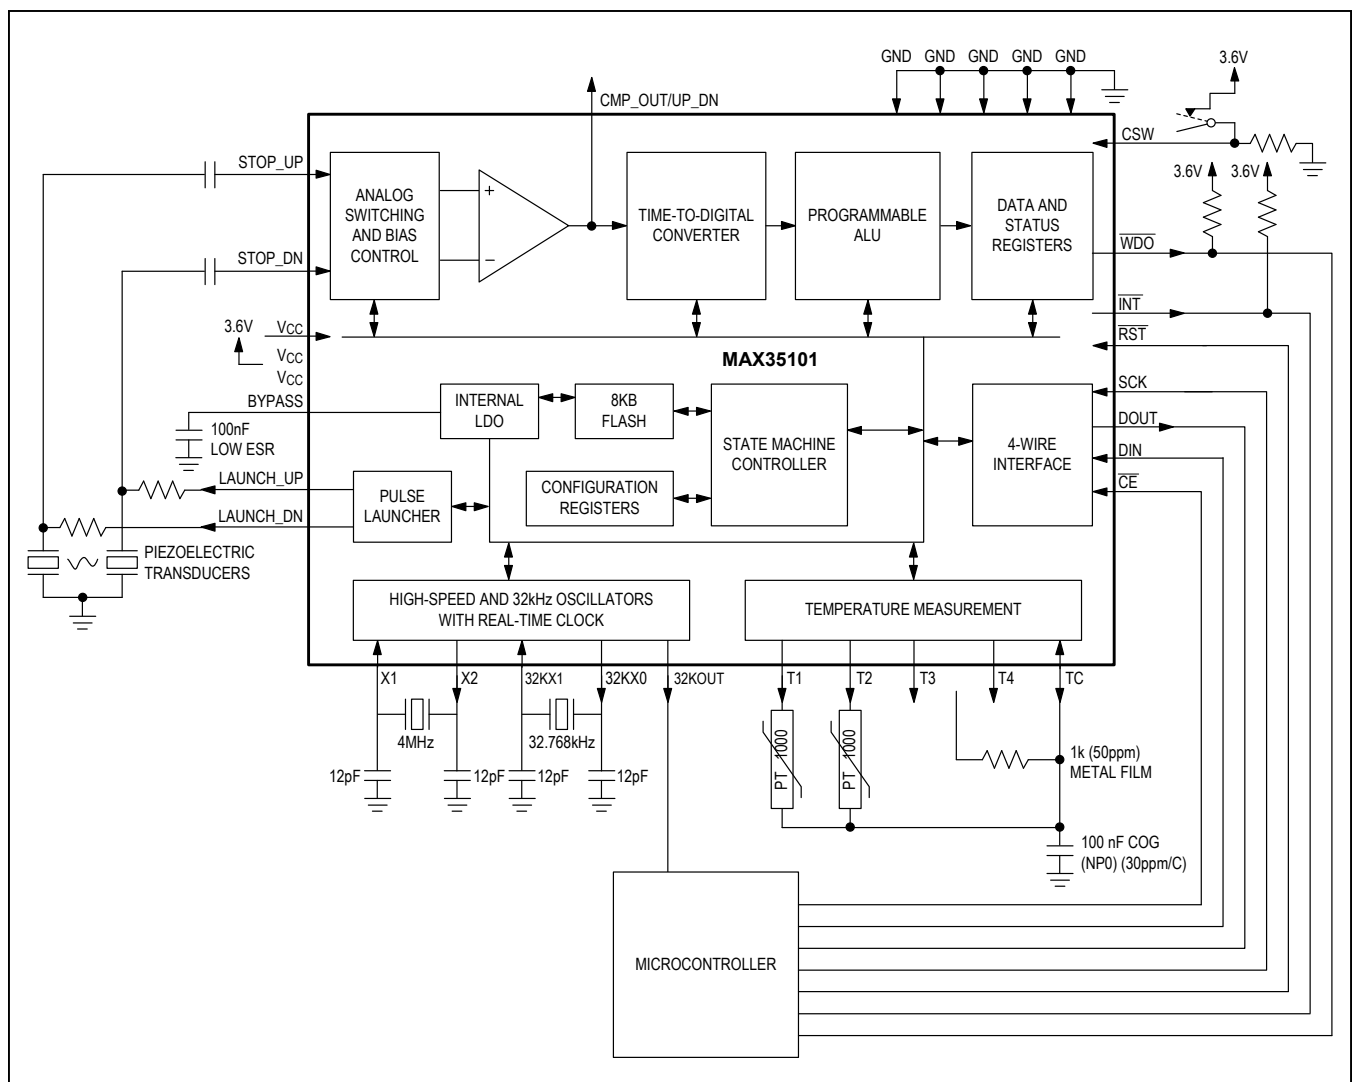 GND GND GND GND GND
3.6V
CMP_OUT/UP_DN
CSW
STOP_UP
3.6V 3.6V
ANALOG
SWITCHING
AND BIAS
CONTROL
+
−
TIME-TO-DIGITAL
CONVERTER
PROGRAMMABLE
ALU
DATA AND
STATUS
REGISTERS
WDO
STOP_DN
INT
3.6V
VCC
VCC
VCC
RST
MAX35101
SCK
BYPASS
INTERNAL
LDO
8KB
FLASH
STATE MACHINE
CONTROLLER
4-WIRE
INTERFACE
DOUT
DIN
CE
100nF
LOW ESR
LAUNCH_UP
LAUNCH_DN
PULSE
LAUNCHER
CONFIGURATION
REGISTERS
PIEZOELECTRIC
TRANSDUCERS
HIGH-SPEED AND 32kHz OSCILLATORS
WITH REAL-TIME CLOCK
TEMPERATURE MEASUREMENT
X1 X2 32KX1 32KX0 32KOUT
T1 T2 T3 T4 TC
4MHz
32.768kHz
12pF 12pF 12pF 12pF
PT 1000
PT 1000
1k (50ppm)
METAL FILM
100 nF COG
(NP0) (30ppm/C)
MICROCONTROLLER